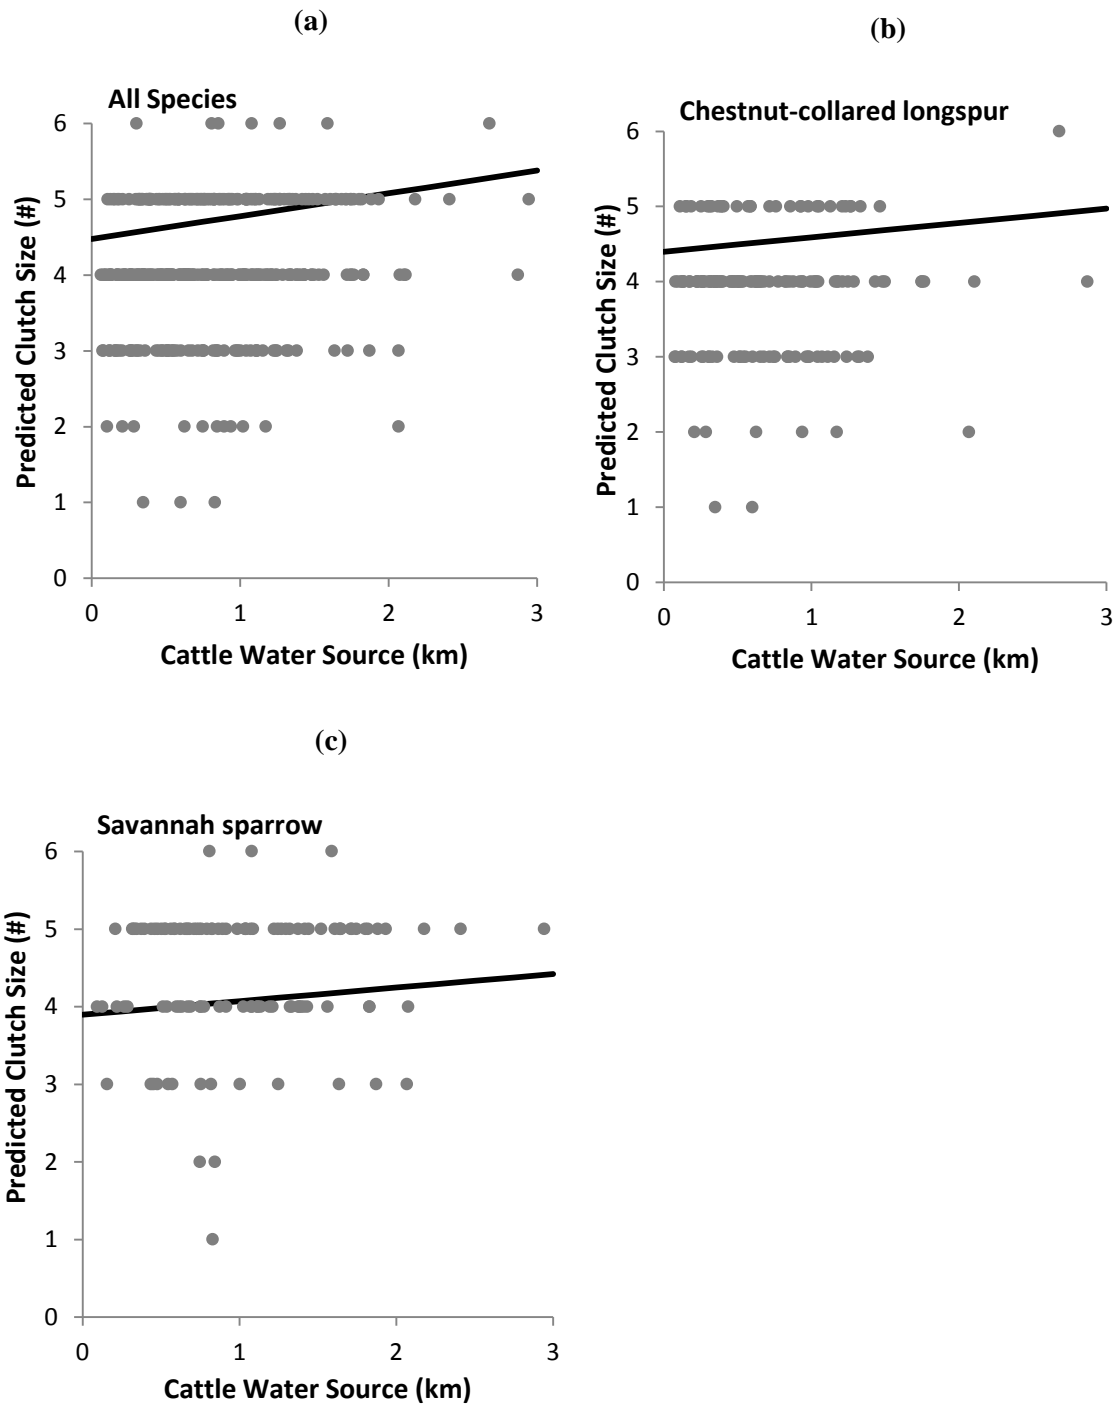 (a)
All Species
Predicted Clutch Size (#)
6
5
4
3
2
1
0
0 1 2 3
Cattle Water Source (km)
(b)
Chestnut-collared longspur
Predicted Clutch Size (#)
6
5
4
3
2
1
0
0 1 2 3
Cattle Water Source (km)
(c)
Savannah sparrow
Predicted Clutch Size (#)
6
5
4
3
2
1
0
0 1 2 3
Cattle Water Source (km)